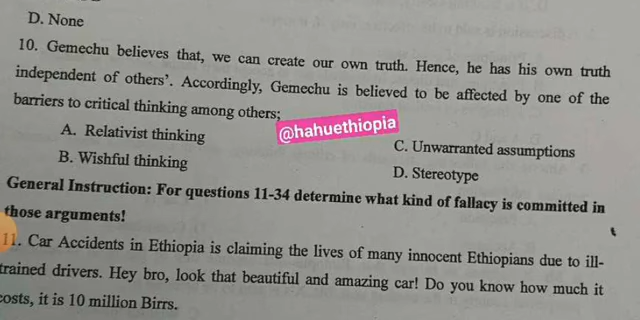 D. None
10. Gemechu believes that, we can create our own truth. Hence, he has his own truth
independent of others’. Accordingly, Gemechu is believed to be affected by one of the
barriers to critical thinking among others;
@hahuethiopia
A. Relativist thinking
C. Unwarranted assumptions
B. Wishful thinking
D. Stereotype
General Instruction: For questions 11-34 determine what kind of fallacy is committed in
those arguments!
11. Car Accidents in Ethiopia is claiming the lives of many innocent Ethiopians due to ill-
trained drivers. Hey bro, look that beautiful and amazing car! Do you know how much it
costs, it is 10 million Birrs.